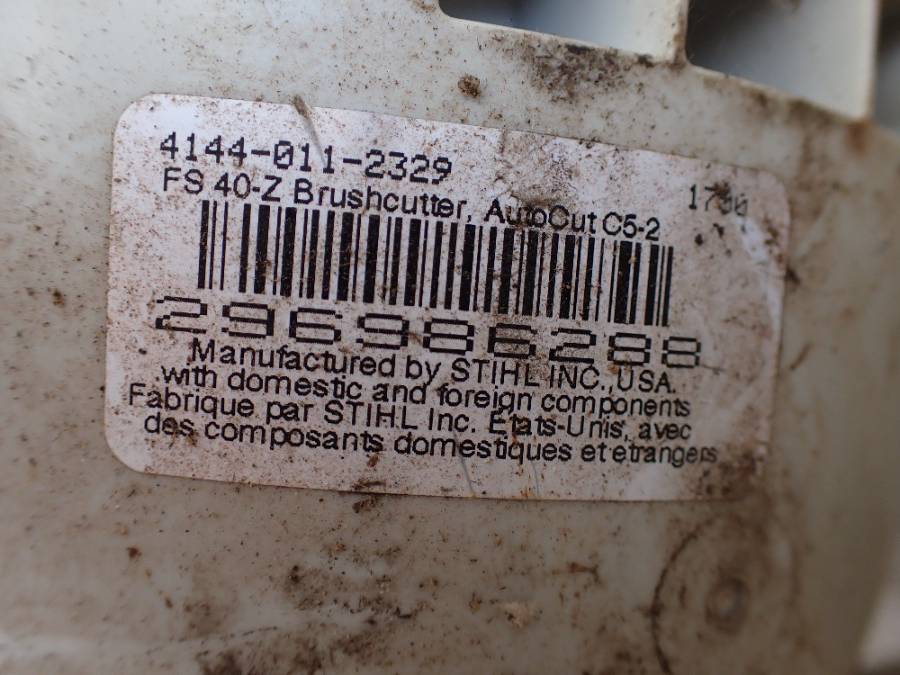 4144-011-2329
FS 40-Z Brushcutter, AutoCut C5-2
296986288
Manufactured by STIHL INC., USA.
with domestic and foreign components
Fabrique par STIHL Inc. États-Unis, avec
des composants domestiques et etrangers